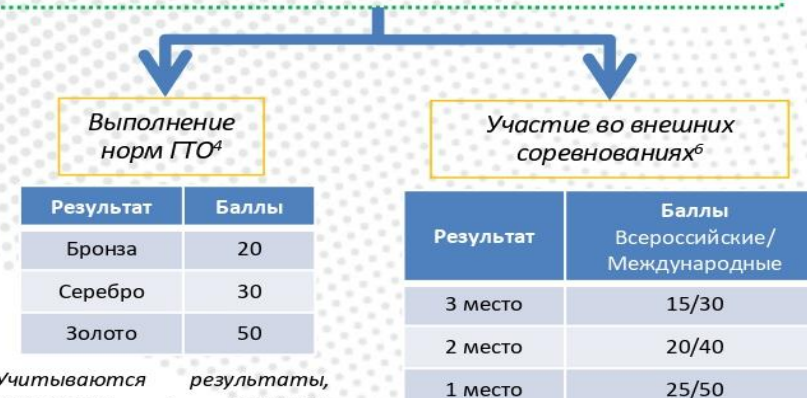 Выполнение
норм ГТО⁴
Результат Баллы
Бронза 20
Серебро 30
Золото 50
Учитываются результаты,
Участие во внешних
соревнованиях⁶
Результат Баллы
Всероссийские/
Международные
3 место 15/30
2 место 20/40
1 место 25/50